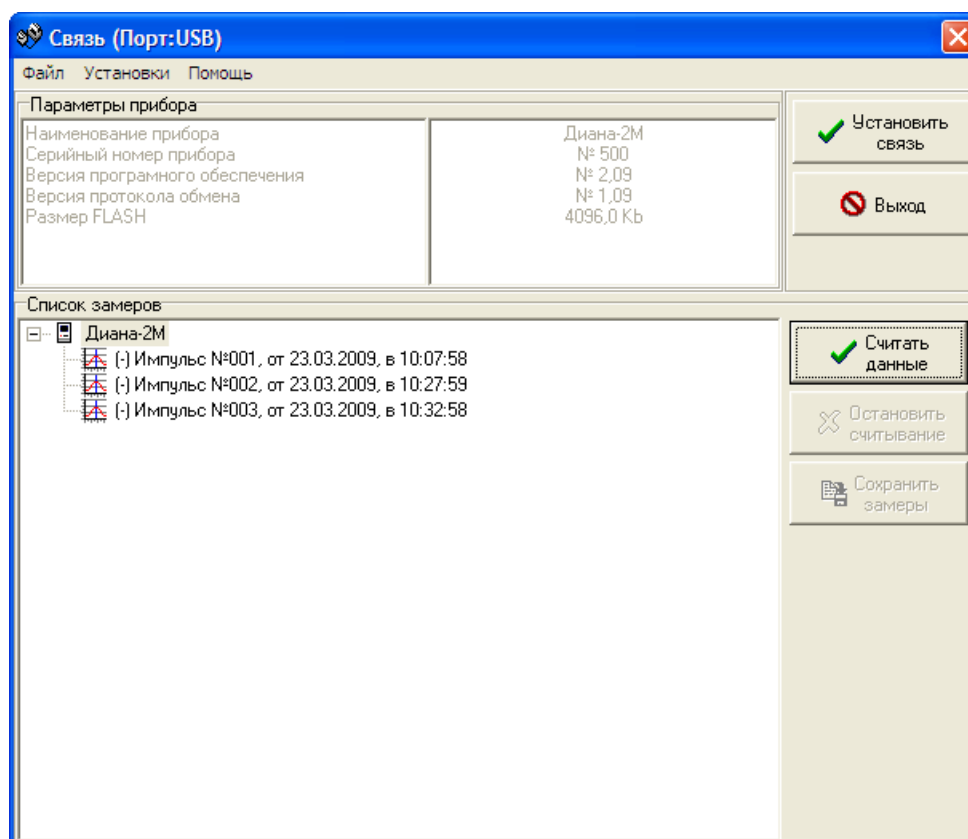 Связь (Порт:USB)
Файл Установки Помощь
Параметры прибора
Наименование прибора Диана-2М
Серийный номер прибора № 500
Версия програмного обеспечения № 2,09
Версия протокола обмена № 1,09
Размер FLASH 4096,0 Kb
Установить
связь
Выход
Список замеров
Диана-2М
(-) Импульс №001, от 23.03.2009, в 10:07:58
(-) Импульс №002, от 23.03.2009, в 10:27:59
(-) Импульс №003, от 23.03.2009, в 10:32:58
Считать
данные
Остановить
считывание
Сохранить
замеры